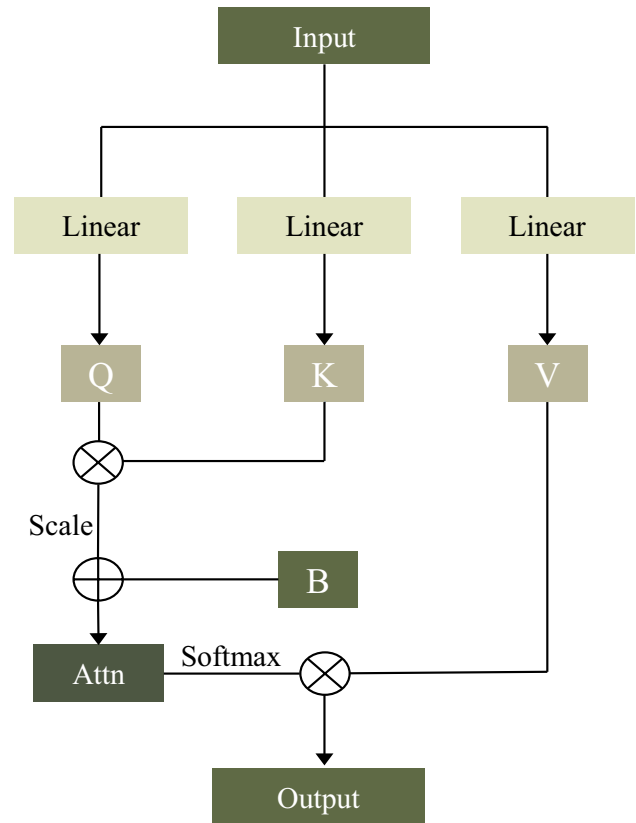 Input
Linear
Linear
Linear
Q
K
V
Scale
B
Attn
Softmax
Output